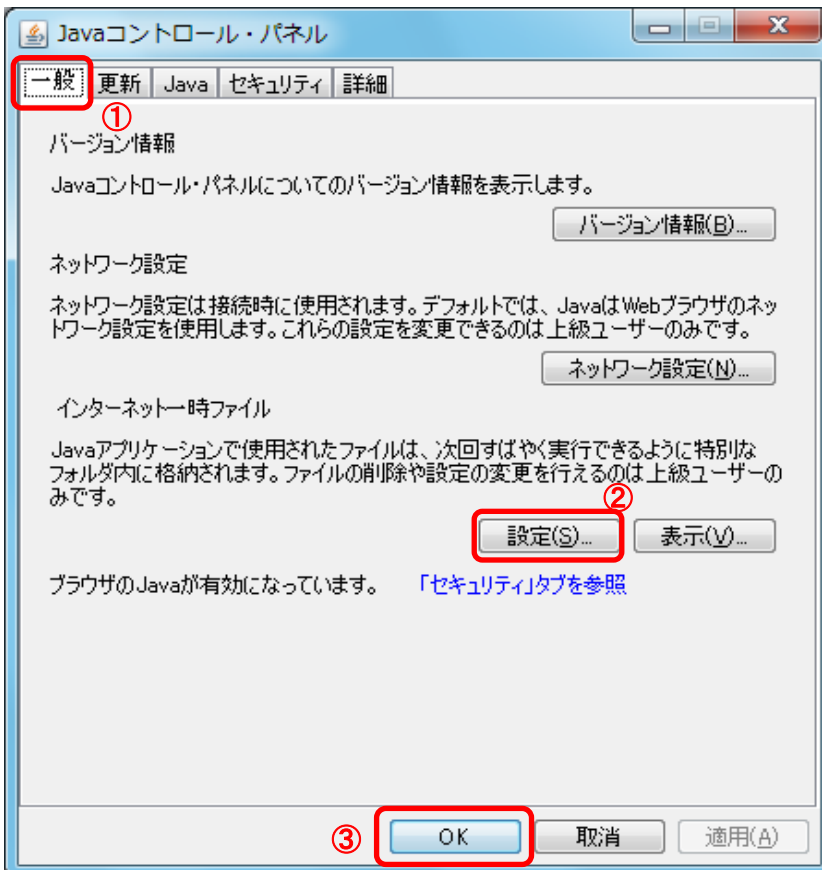 Javaコントロール・パネル
一般 更新 Java セキュリティ 詳細
①
バージョン情報
Javaコントロール・パネルについてのバージョン情報を表示します。
バージョン情報(B)...
ネットワーク設定
ネットワーク設定は接続時に使用されます。デフォルトでは、JavaはWebブラウザのネッ
トワーク設定を使用します。これらの設定を変更できるのは上級ユーザーのみです。
ネットワーク設定(N)...
インターネット一時ファイル
Javaアプリケーションで使用されたファイルは、次回すばやく実行できるように特別な
フォルダ内に格納されます。ファイルの削除や設定の変更を行えるのは上級ユーザーの
みです。
②
設定(S)... 表示(V)...
ブラウザのJavaが有効になっています。 「セキュリティ」タブを参照
③ OK 取消 適用(A)